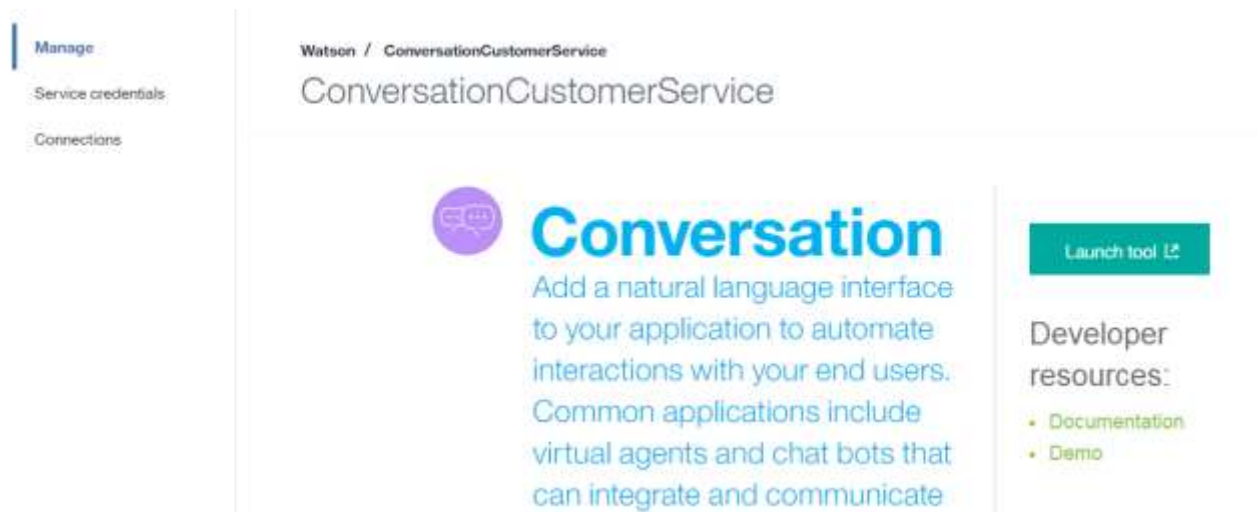 Manage
Service credentials
Connections
Watson / ConversationCustomerService
ConversationCustomerService
Conversation
Add a natural language interface
to your application to automate
interactions with your end users.
Common applications include
virtual agents and chat bots that
can integrate and communicate
Launch tool
Developer
resources:
• Documentation
• Demo